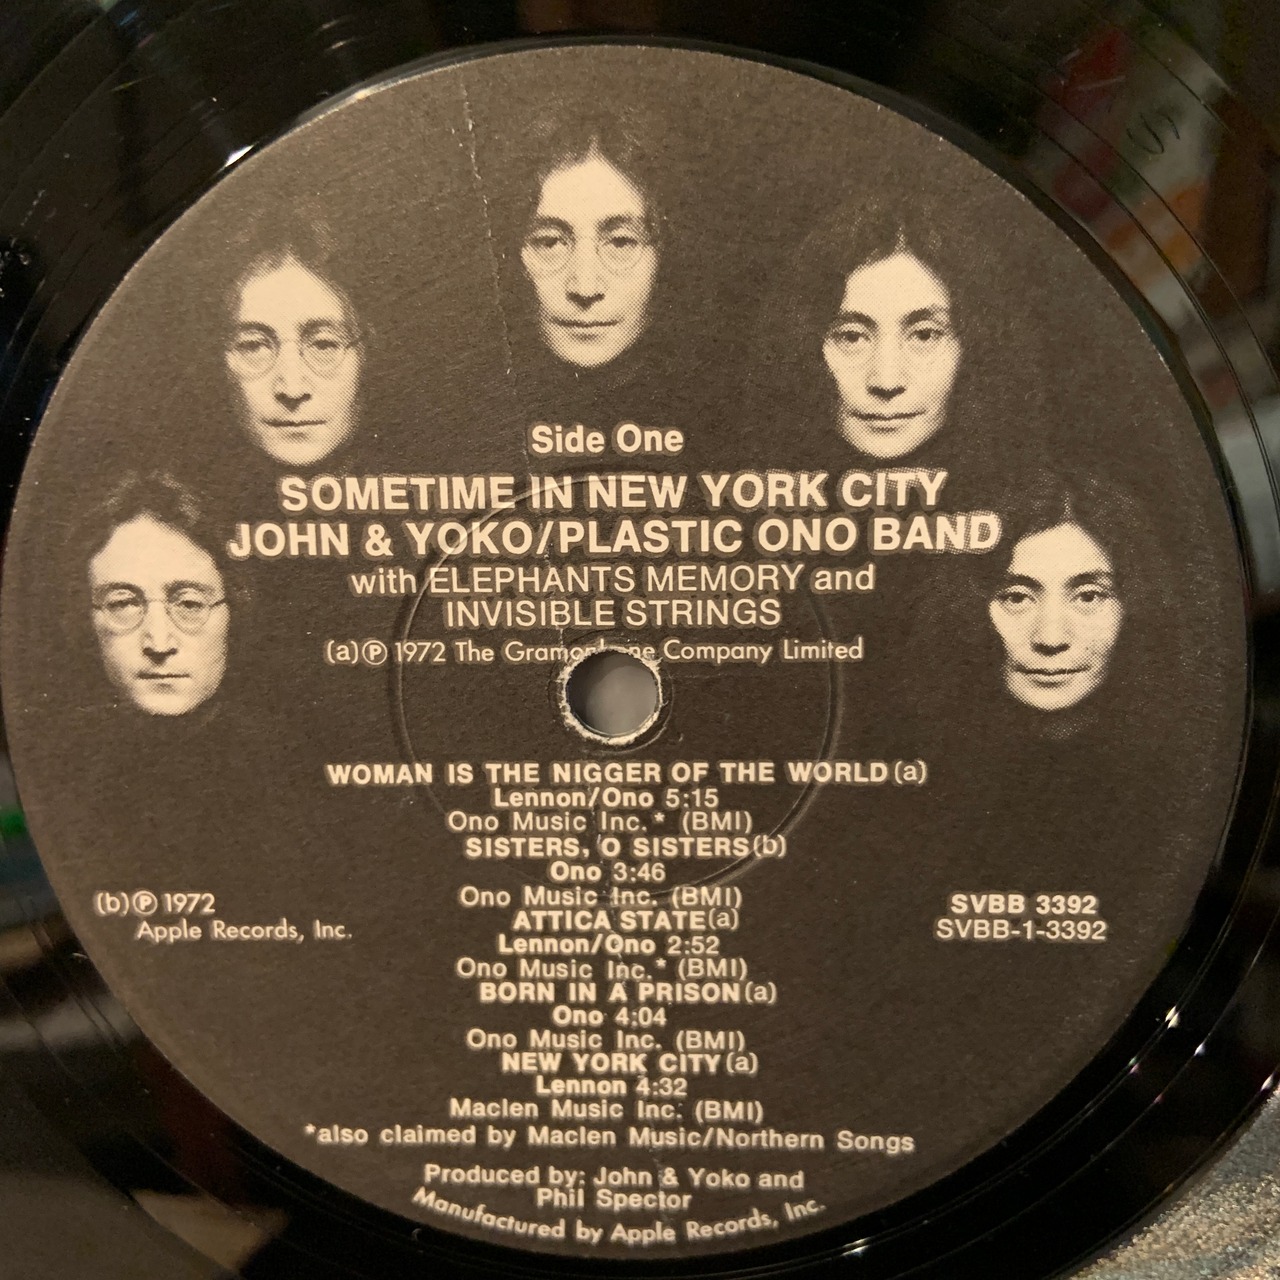 Side One
SOMETIME IN NEW YORK CITY
JOHN & YOKO/PLASTIC ONO BAND
with ELEPHANTS MEMORY and
INVISIBLE STRINGS
(a)Ⓟ 1972 The Gramophone Company Limited
WOMAN IS THE NIGGER OF THE WORLD (a)
Lennon/Ono 5:15
Ono Music Inc.* (BMI)
SISTERS, O SISTERS (b)
Ono 3:46
Ono Music Inc. (BMI)
ATTICA STATE (a)
Lennon/Ono 2:52
Ono Music Inc.* (BMI)
BORN IN A PRISON (a)
Ono 4:04
Ono Music Inc. (BMI)
NEW YORK CITY (a)
Lennon 4:32
Maclen Music Inc. (BMI)
*also claimed by Maclen Music/Northern Songs
(b)Ⓟ 1972
Apple Records, Inc.
SVBB 3392
SVBB-1-3392
Produced by: John & Yoko and
Phil Spector
Manufactured by Apple Records, Inc.